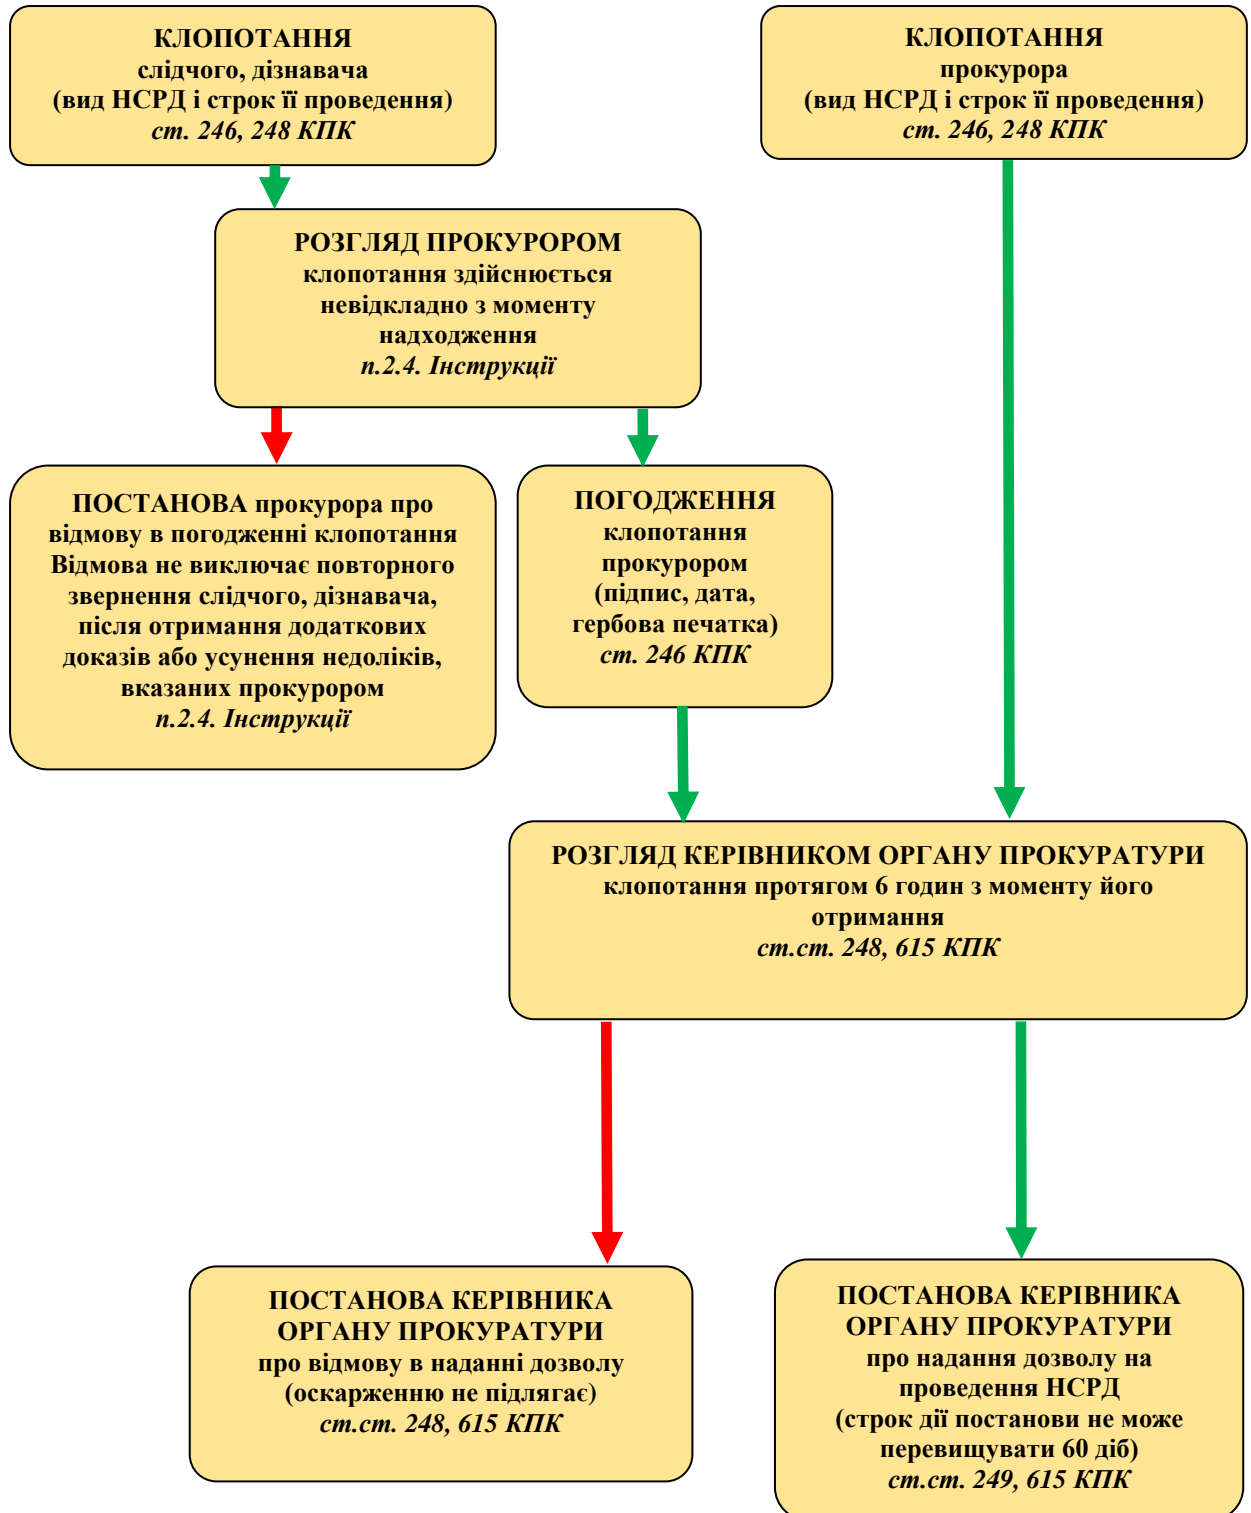 КЛОПОТАННЯ
слідчого, дізнавача
(вид НСРД і строк її проведення)
ст. 246, 248 КПК
КЛОПОТАННЯ
прокурора
(вид НСРД і строк її проведення)
ст. 246, 248 КПК
РОЗГЛЯД ПРОКУРОРОМ
клопотання здійснюється
невідкладно з моменту
надходження
п.2.4. Інструкції
ПОСТАНОВА прокурора про
відмову в погодженні клопотання
Відмова не виключає повторного
звернення слідчого, дізнавача,
після отримання додаткових
доказів або усунення недоліків,
вказаних прокурором
п.2.4. Інструкції
ПОГОДЖЕННЯ
клопотання
прокурором
(підпис, дата,
гербова печатка)
ст. 246 КПК
РОЗГЛЯД КЕРІВНИКОМ ОРГАНУ ПРОКУРАТУРИ
клопотання протягом 6 годин з моменту його
отримання
ст.ст. 248, 615 КПК
ПОСТАНОВА КЕРІВНИКА
ОРГАНУ ПРОКУРАТУРИ
про відмову в наданні дозволу
(оскарженню не підлягає)
ст.ст. 248, 615 КПК
ПОСТАНОВА КЕРІВНИКА
ОРГАНУ ПРОКУРАТУРИ
про надання дозволу на
проведення НСРД
(строк дії постанови не може
перевищувати 60 діб)
ст.ст. 249, 615 КПК